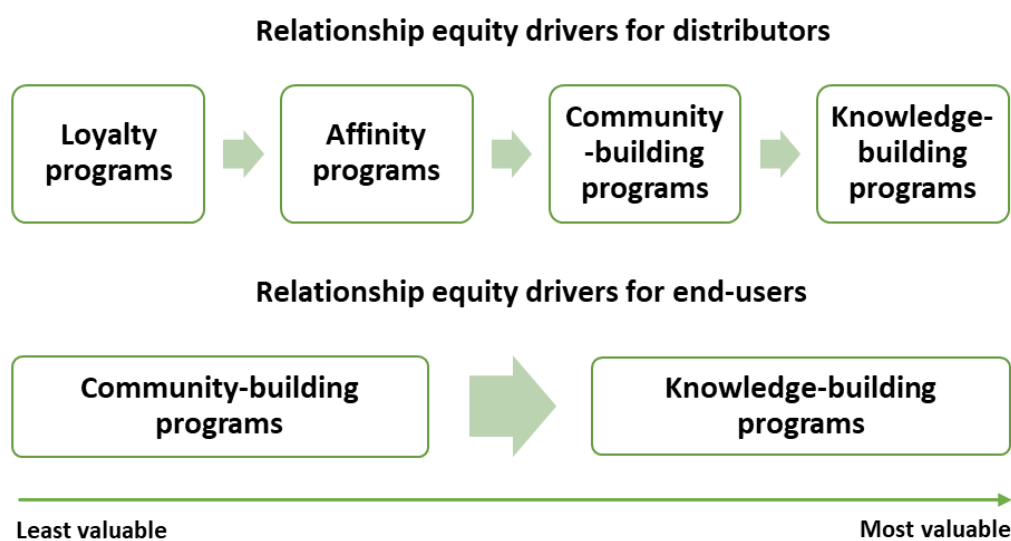 Relationship equity drivers for distributors
Loyalty
programs
Affinity
programs
Community
-building
programs
Knowledge-
building
programs
Relationship equity drivers for end-users
Community-building
programs
Knowledge-building
programs
Least valuable
Most valuable